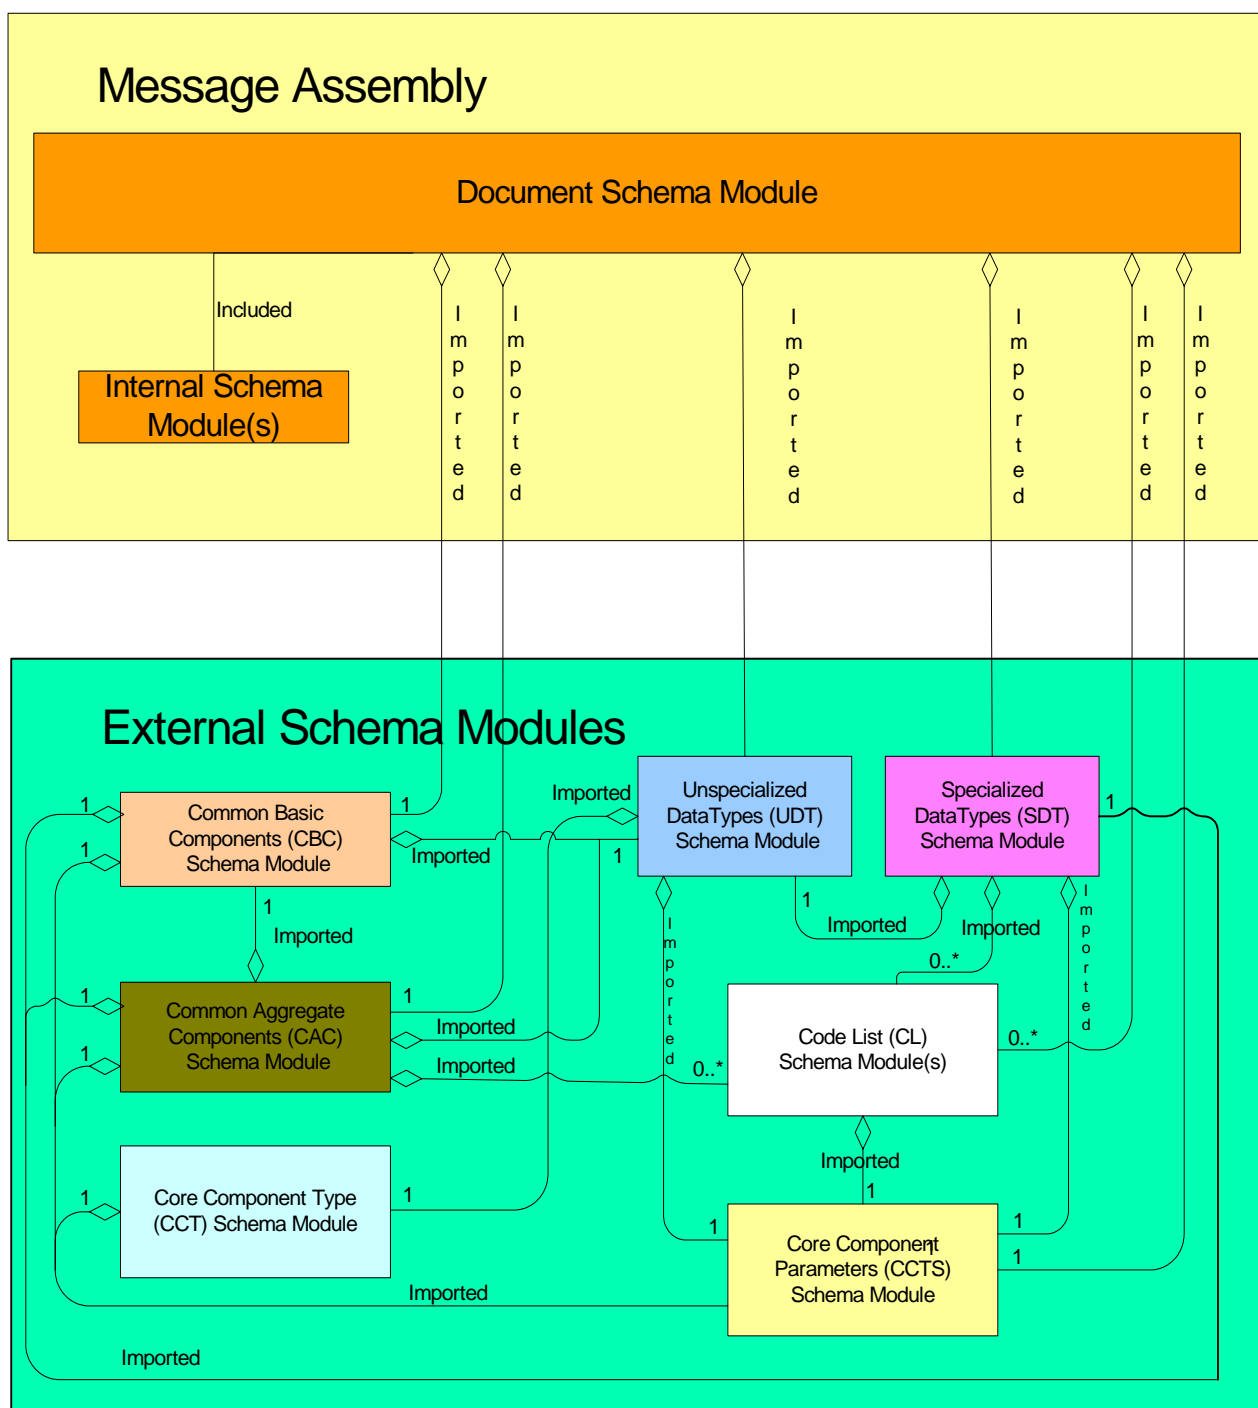 Message Assembly
Document Schema Module
Included
Imported
Imported
Imported
Imported
Imported
Imported
Internal Schema
Module(s)
External Schema Modules
Common Basic
Components (CBC)
Schema Module
1
1
1
Imported
Unspecialized
DataTypes (UDT)
Schema Module
Specialized
DataTypes (SDT)
Schema Module
1
Imported
1
1
Imported
1
Imported
Imported
Imported
Imported
1
Imported
0..*
Common Aggregate
Components (CAC)
Schema Module
1
1
1
Imported
Imported
0..*
Code List (CL)
Schema Module(s)
0..*
Imported
1
Core Component Type
(CCT) Schema Module
1
1
1
Core Component
Parameters (CCTS)
Schema Module
1
1
1
Imported
Imported